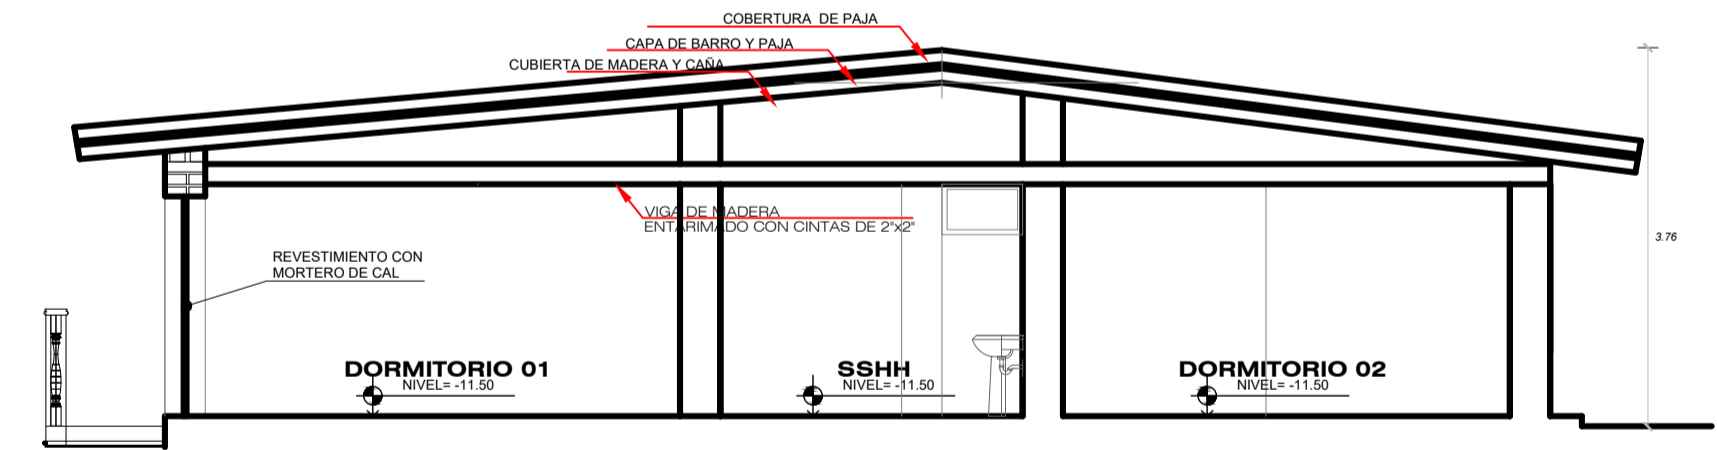 COBERTURA DE PAJA
CAPA DE BARRO Y PAJA
CUBIERTA DE MADERA Y CAÑA
VIGA DE MADERA
ENTARIMADO CON CINTAS DE 2"x2"
3.76
REVESTIMIENTO CON
MORTERO DE CAL
DORMITORIO 01
NIVEL= -11.50
SSHH
NIVEL= -11.50
DORMITORIO 02
NIVEL= -11.50